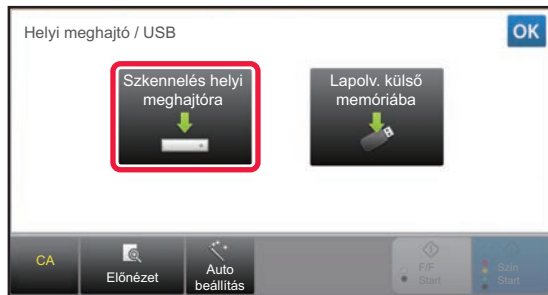 Helyi meghajtó / USB
OK
Szkennelés helyi
meghajtóra
Lapolv. külső
memóriába
CA
Előnézet
Auto
beállítás
F/F
Start
Szín
Start